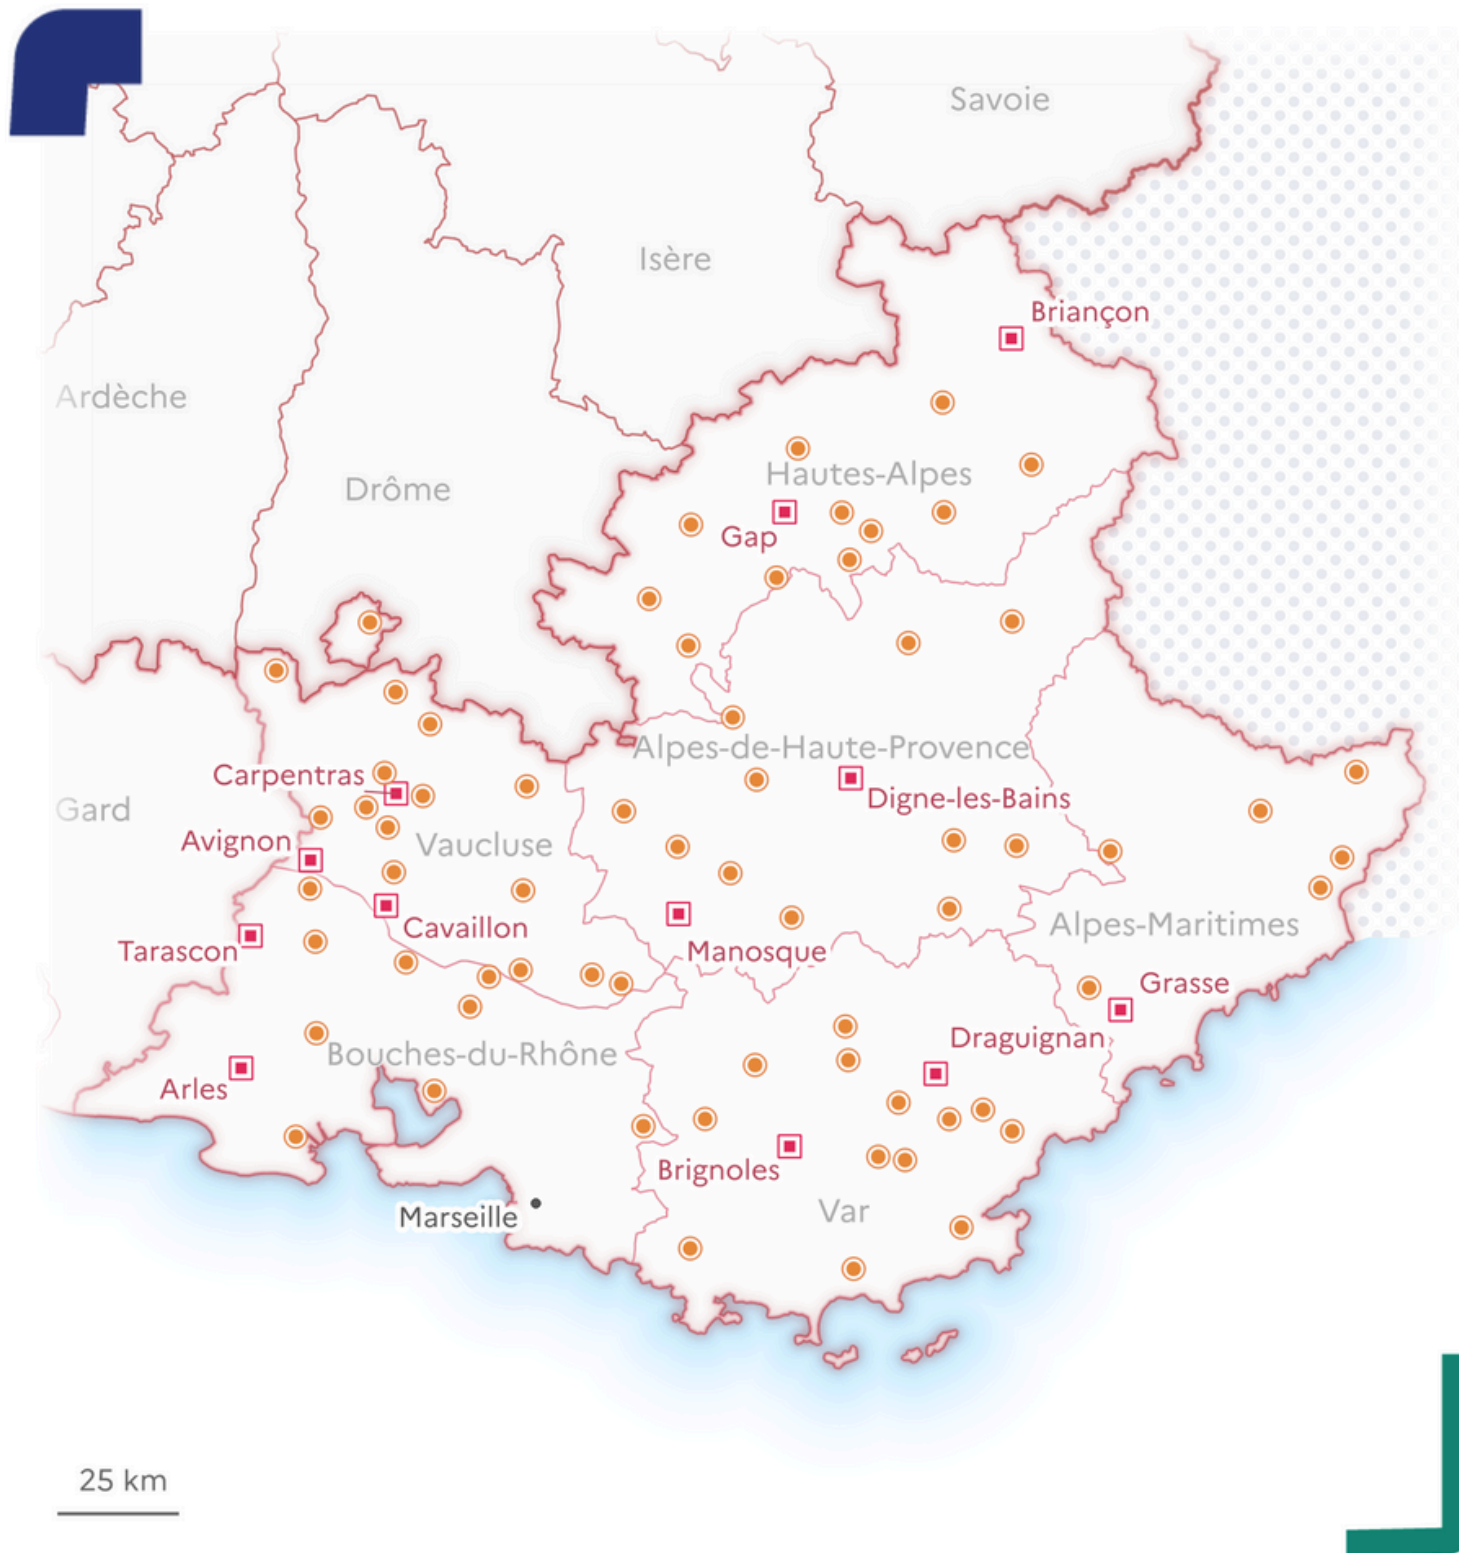 Savoie
Isère
Briançon
Ardèche
Hautes-Alpes
Drôme
Gap
Alpes-de-Haute-Provence
Carpentras
Digne-les-Bains
Gard
Avignon
Vaucluse
Cavaillon
Alpes-Maritimes
Tarascon
Manosque
Grasse
Draguignan
Bouches-du-Rhône
Arles
Brignoles
Var
Marseille
25 km